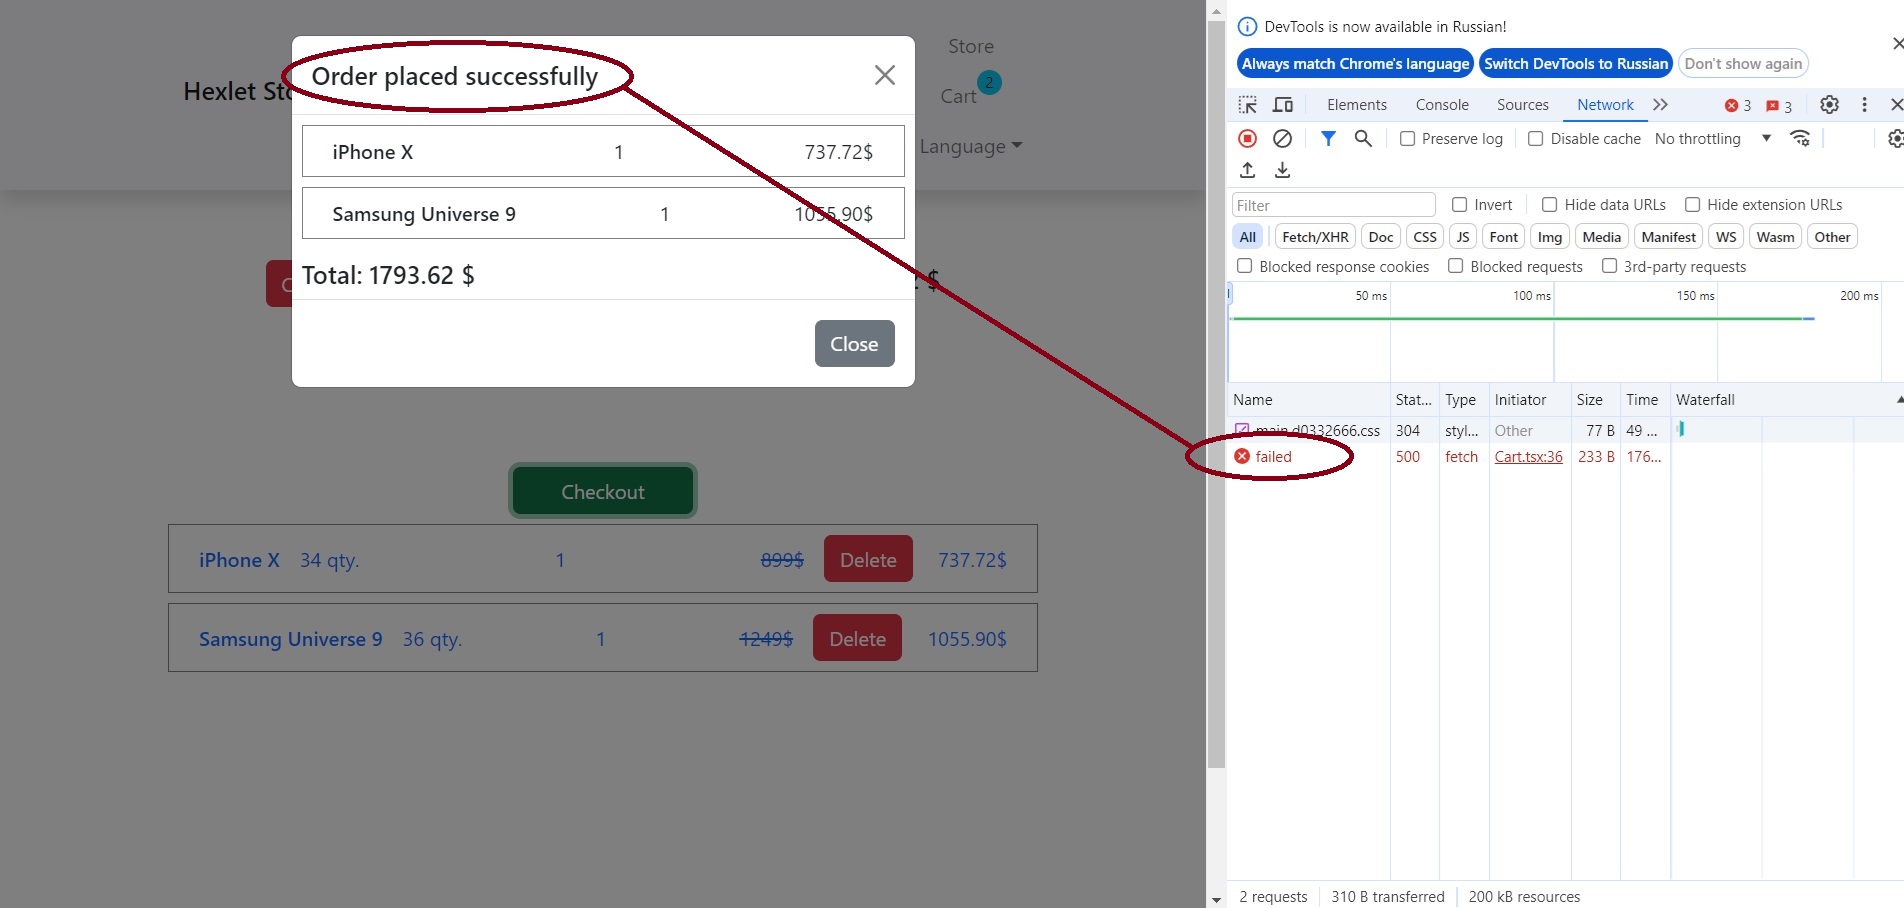 Hexlet Sto
Store
Cart 2
Language
Order placed successfully
iPhone X 1 737.72$
Samsung Universe 9 1 1055.90$
Total: 1793.62 $
$
Close
Checkout
iPhone X 34 qty. 1 899$ Delete 737.72$
Samsung Universe 9 36 qty. 1 1249$ Delete 1055.90$
DevTools is now available in Russian!
Always match Chrome's language Switch DevTools to Russian Don't show again
Elements Console Sources Network 3 3
Preserve log Disable cache No throttling
Filter Invert Hide data URLs Hide extension URLs
All Fetch/XHR Doc CSS JS Font Img Media Manifest WS Wasm Other
Blocked response cookies Blocked requests 3rd-party requests
50 ms 100 ms 150 ms 200 ms
Name Stat... Type Initiator Size Time Waterfall
main.d0332666.css 304 styl... Other 77 B 49 ...
failed 500 fetch Cart.tsx:36 233 B 176...
2 requests 310 B transferred 200 kB resources